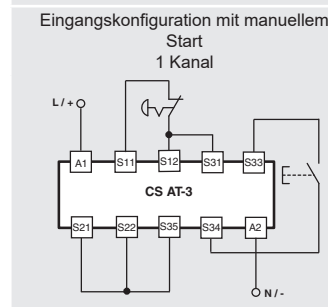 Eingangskonfiguration mit manuellem
Start
1 Kanal
L / +
A1 S11 S12 S31 S33
CS AT-3
S21 S22 S35 S34 A2
N / -